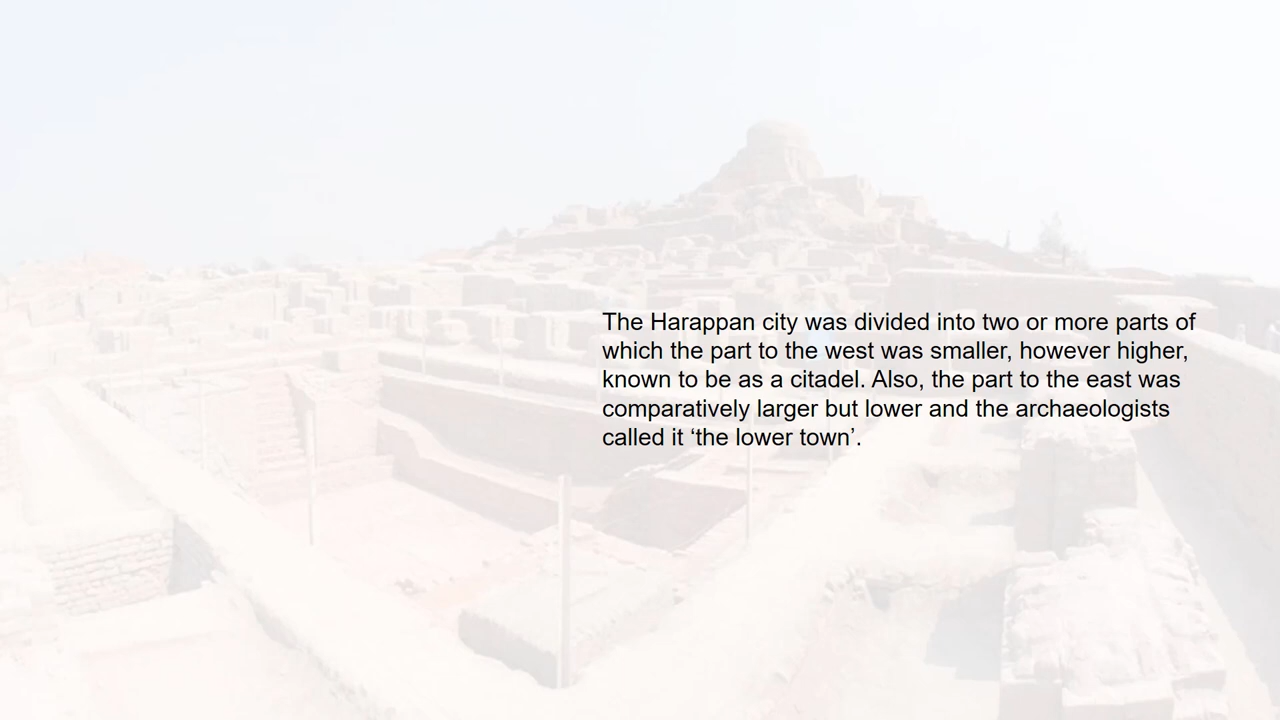 The Harappan city was divided into two or more parts of
which the part to the west was smaller, however higher,
known to be as a citadel. Also, the part to the east was
comparatively larger but lower and the archaeologists
called it ‘the lower town’.